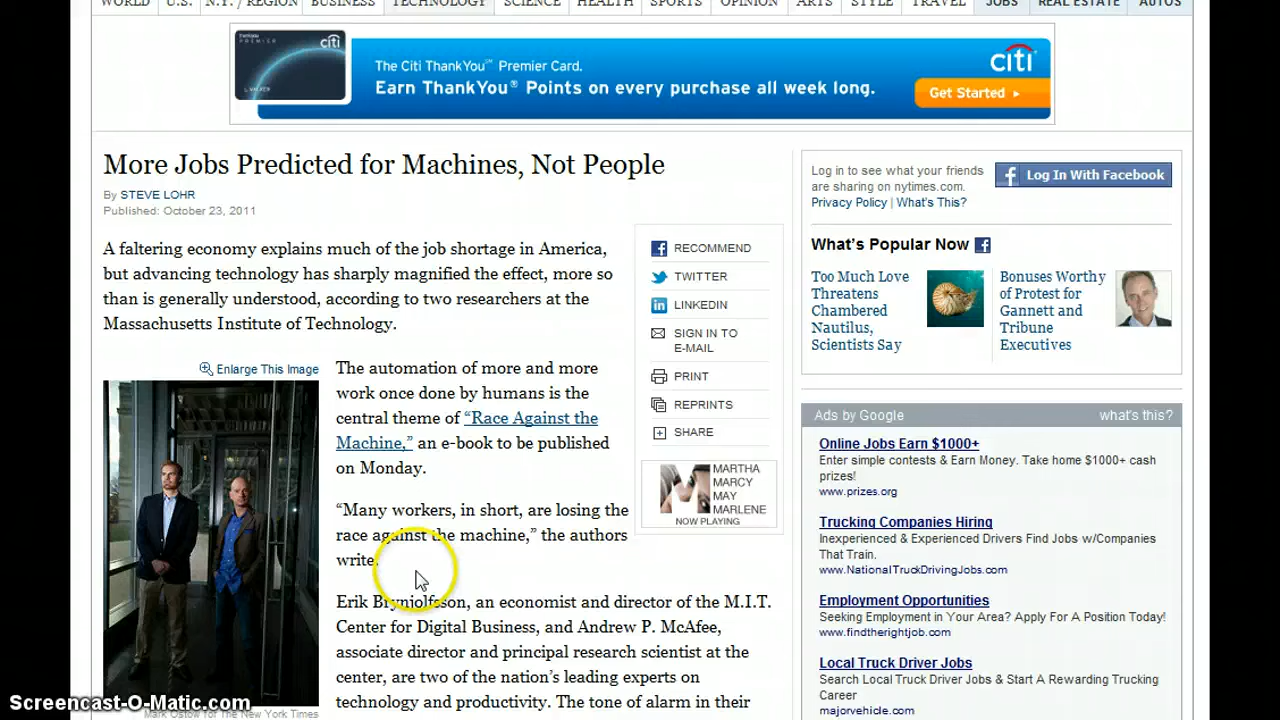 WORLD U.S. N.Y. / REGION BUSINESS TECHNOLOGY SCIENCE HEALTH SPORTS OPINION ARTS STYLE TRAVEL JOBS REAL ESTATE AUTOS
citi
The Citi ThankYou℠ Premier Card.
Earn ThankYou® Points on every purchase all week long.
citi
Get Started ▸
More Jobs Predicted for Machines, Not People
By STEVE LOHR
Published: October 23, 2011
A faltering economy explains much of the job shortage in America,
but advancing technology has sharply magnified the effect, more so
than is generally understood, according to two researchers at the
Massachusetts Institute of Technology.
Enlarge This Image
Mark Ostow for The New York Times
The automation of more and more
work once done by humans is the
central theme of “Race Against the
Machine,” an e-book to be published
on Monday.
“Many workers, in short, are losing the
race against the machine,” the authors
write.
Erik Brynjolfsson, an economist and director of the M.I.T.
Center for Digital Business, and Andrew P. McAfee,
associate director and principal research scientist at the
center, are two of the nation’s leading experts on
technology and productivity. The tone of alarm in their
RECOMMEND
TWITTER
LINKEDIN
SIGN IN TO
E-MAIL
PRINT
REPRINTS
SHARE
MARTHA
MARCY
MAY
MARLENE
NOW PLAYING
Log in to see what your friends
are sharing on nytimes.com.
Privacy Policy | What’s This?
Log In With Facebook
What’s Popular Now
Too Much Love
Threatens
Chambered
Nautilus,
Scientists Say
Bonuses Worthy
of Protest for
Gannett and
Tribune
Executives
Ads by Google what's this?
Online Jobs Earn $1000+
Enter simple contests & Earn Money. Take home $1000+ cash
prizes!
www.prizes.org
Trucking Companies Hiring
Inexperienced & Experienced Drivers Find Jobs w/Companies
That Train.
www.NationalTruckDrivingJobs.com
Employment Opportunities
Seeking Employment in Your Area? Apply For A Position Today!
www.findtherightjob.com
Local Truck Driver Jobs
Search Local Truck Driver Jobs & Start A Rewarding Trucking
Career
majorvehicle.com
Screencast-O-Matic.com